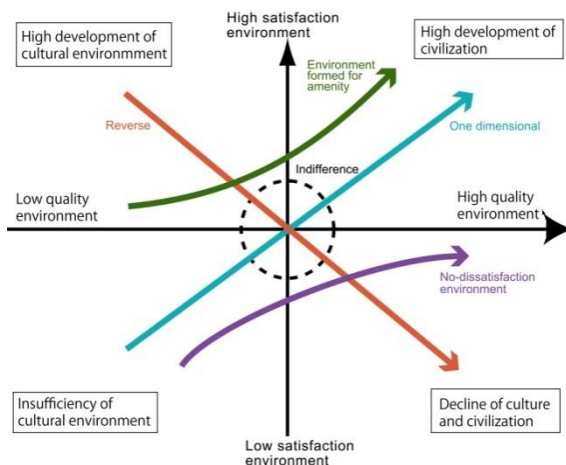 High development of
cultural environmment
High satisfaction
environment
High development of
civilization
Environment
formed for
amenity
Reverse
One dimensional
Indifference
Low quality
environment
High quality
environment
No-dissatisfaction
environment
Insufficiency of
cultural environment
Low satisfaction
environment
Decline of culture
and civilization